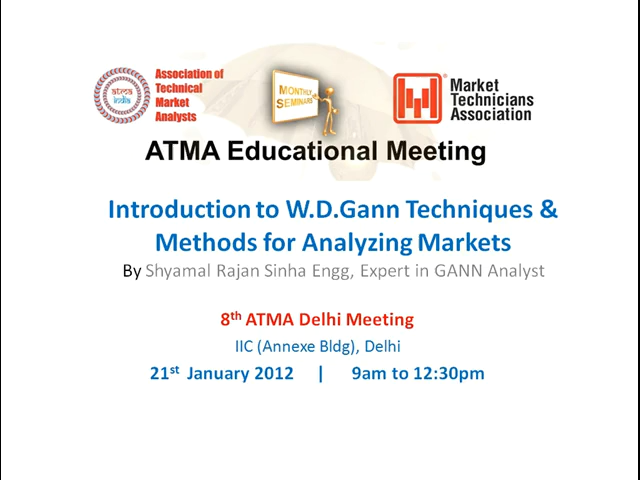 atma
india
Association of
Technical
Market
Analysts
MONTHLY
SEMINARS
Market
Technicians
Association
ATMA Educational Meeting
Introduction to W.D.Gann Techniques &
Methods for Analyzing Markets
By Shyamal Rajan Sinha Engg, Expert in GANN Analyst
8th ATMA Delhi Meeting
IIC (Annexe Bldg), Delhi
21st January 2012 | 9am to 12:30pm